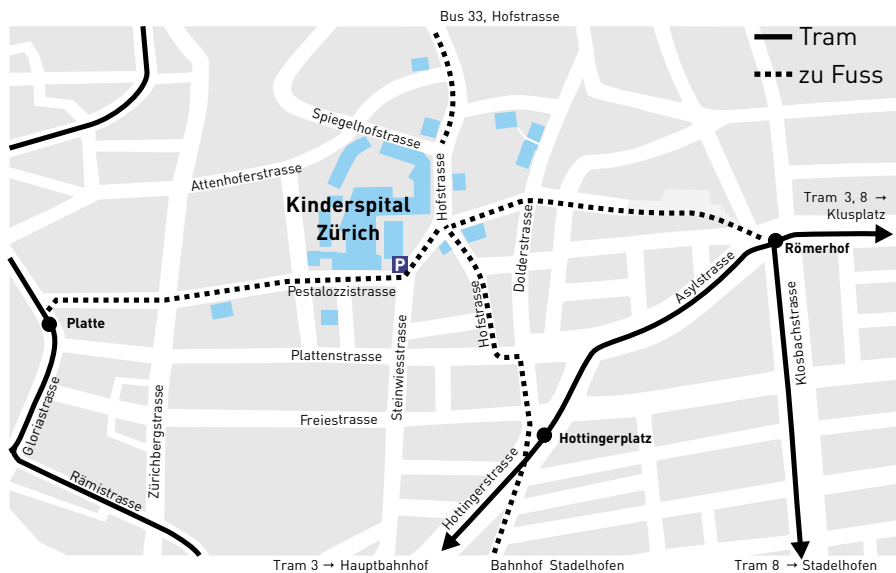 Bus 33, Hofstrasse
Tram
zu Fuss
Spiegelhofstrasse
Attenhoferstrasse
Hofstrasse
Kinderspital
Zürich
Tram 3, 8 →
Klusplatz
Römerhof
P
Dolderstrasse
Asylstrasse
Pestalozzistrasse
Platte
Hofstrasse
Klosbachstrasse
Plattenstrasse
Steinwiesstrasse
Gloriastrasse
Zürichbergstrasse
Freiestrasse
Hottingerplatz
Rämistrasse
Hottingerstrasse
Tram 3 → Hauptbahnhof
Bahnhof Stadelhofen
Tram 8 → Stadelhofen